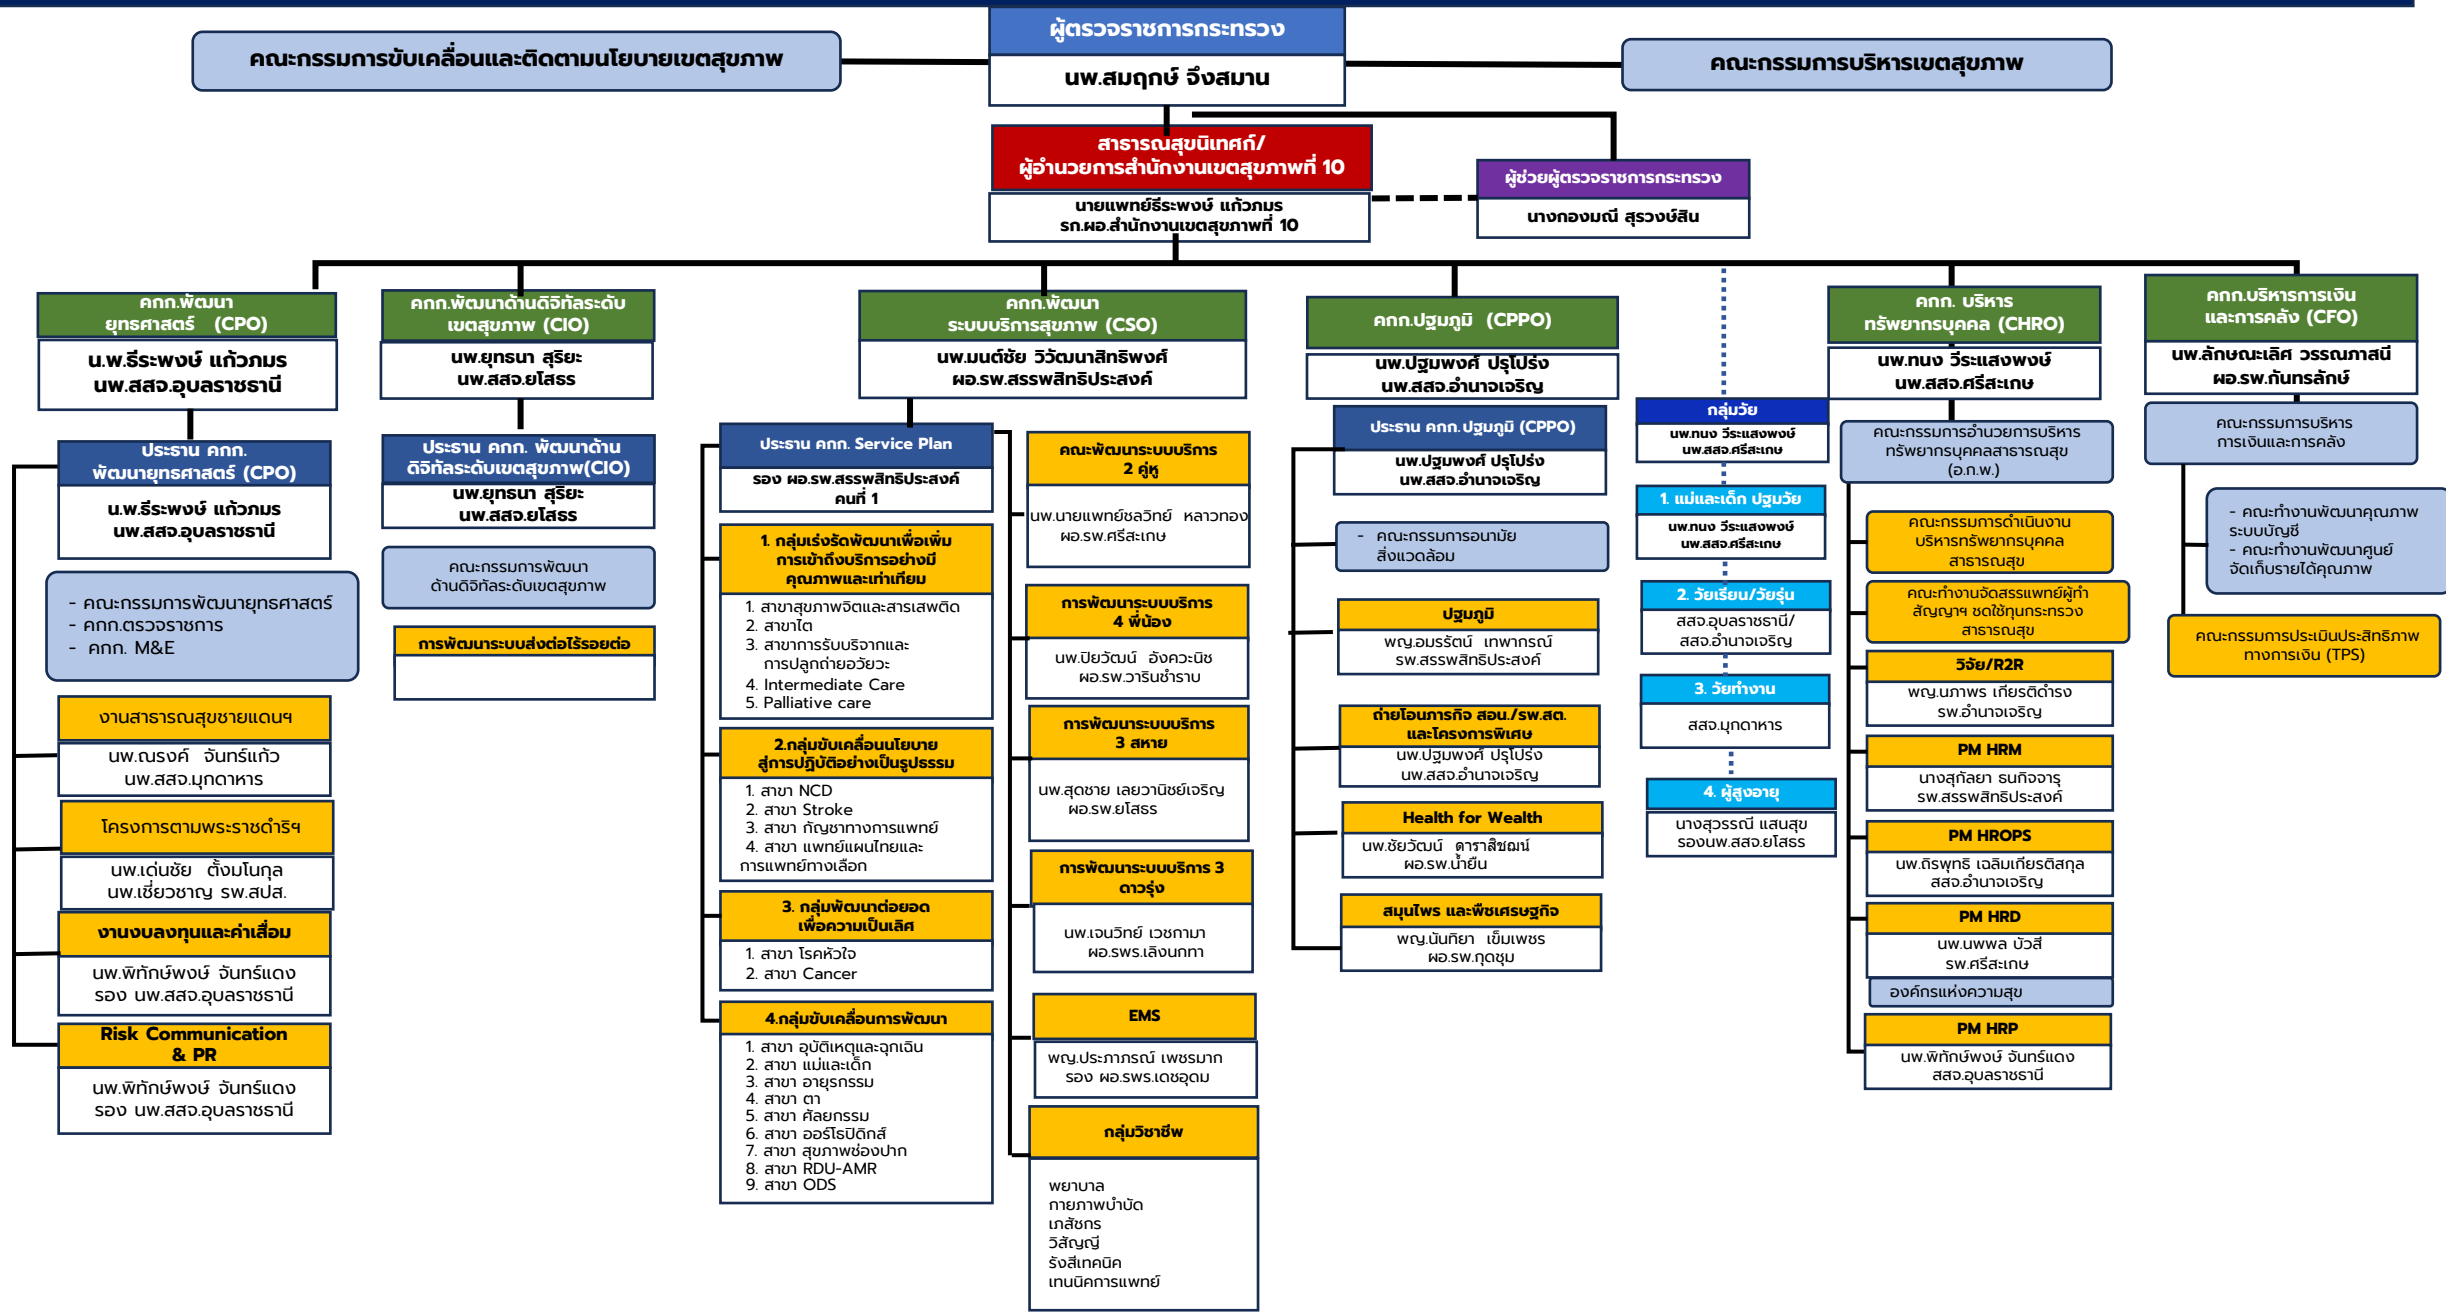 ผู้ตรวจราชการกระทรวง
นพ.สมฤกษ์ จึงสมาน
คณะกรรมการขับเคลื่อนและติดตามนโยบายเขตสุขภาพ
คณะกรรมการบริหารเขตสุขภาพ
สาธารณสุขนิเทศก์/
ผู้อำนวยการสำนักงานเขตสุขภาพที่ 10
นายแพทย์ธีระพงษ์ แก้วภมร
รก.ผอ.สำนักงานเขตสุขภาพที่ 10
ผู้ช่วยผู้ตรวจราชการกระทรวง
นางกองมณี สุรวงษ์สิน
คกก.พัฒนา
ยุทธศาสตร์ (CPO)
น.พ.ธีระพงษ์ แก้วภมร
นพ.สสจ.อุบลราชธานี
ประธาน คกก.
พัฒนายุทธศาสตร์ (CPO)
น.พ.ธีระพงษ์ แก้วภมร
นพ.สสจ.อุบลราชธานี
- คณะกรรมการพัฒนายุทธศาสตร์
- คกก.ตรวจราชการ
- คกก. M&E
งานสาธารณสุขชายแดนฯ
นพ.ณรงค์ จันทร์แก้ว
นพ.สสจ.มุกดาหาร
โครงการตามพระราชดำริฯ
นพ.เด่นชัย ตั้งมโนกุล
นพ.เชี่ยวชาญ รพ.สปส.
งานงบลงทุนและค่าเสื่อม
นพ.พิทักษ์พงษ์ จันทร์แดง
รอง นพ.สสจ.อุบลราชธานี
Risk Communication
& PR
นพ.พิทักษ์พงษ์ จันทร์แดง
รอง นพ.สสจ.อุบลราชธานี
คกก.พัฒนาด้านดิจิทัลระดับ
เขตสุขภาพ (CIO)
นพ.ยุทธนา สุริยะ
นพ.สสจ.ยโสธร
ประธาน คกก. พัฒนาด้าน
ดิจิทัลระดับเขตสุขภาพ(CIO)
นพ.ยุทธนา สุริยะ
นพ.สสจ.ยโสธร
คณะกรรมการพัฒนา
ด้านดิจิทัลระดับเขตสุขภาพ
การพัฒนาระบบส่งต่อไร้รอยต่อ
คกก.พัฒนา
ระบบบริการสุขภาพ (CSO)
นพ.มนต์ชัย วิวัฒนาสิทธิพงศ์
ผอ.รพ.สรรพสิทธิประสงค์
ประธาน คกก. Service Plan
รอง ผอ.รพ.สรรพสิทธิประสงค์
คนที่ 1
1. กลุ่มเร่งรัดพัฒนาเพื่อเพิ่ม
การเข้าถึงบริการอย่างมี
คุณภาพและเท่าเทียม
1. สาขาสุขภาพจิตและสารเสพติด
2. สาขาไต
3. สาขาการรับบริจากและ
การปลูกถ่ายอวัยวะ
4. Intermediate Care
5. Palliative care
2.กลุ่มขับเคลื่อนนโยบาย
สู่การปฏิบัติอย่างเป็นรูปธรรม
1. สาขา NCD
2. สาขา Stroke
3. สาขา กัญชาทางการแพทย์
4. สาขา แพทย์แผนไทยและ
การแพทย์ทางเลือก
3. กลุ่มพัฒนาต่อยอด
เพื่อความเป็นเลิศ
1. สาขา โรคหัวใจ
2. สาขา Cancer
4.กลุ่มขับเคลื่อนการพัฒนา
1. สาขา อุบัติเหตุและฉุกเฉิน
2. สาขา แม่และเด็ก
3. สาขา อายุรกรรม
4. สาขา ตา
5. สาขา ศัลยกรรม
6. สาขา ออร์โธปิดิกส์
7. สาขา สุขภาพช่องปาก
8. สาขา RDU-AMR
9. สาขา ODS
คณะพัฒนาระบบบริการ
2 คู่หู
นพ.นายแพทย์ชลวิทย์ หลาวทอง
ผอ.รพ.ศรีสะเกษ
การพัฒนาระบบบริการ
4 พี่น้อง
นพ.ปิยวัฒน์ อังควะนิช
ผอ.รพ.วารินชำราบ
การพัฒนาระบบบริการ
3 สหาย
นพ.สุดชาย เลยวานิชย์เจริญ
ผอ.รพ.ยโสธร
การพัฒนาระบบบริการ 3
ดาวรุ่ง
นพ.เจนวิทย์ เวชกามา
ผอ.รพร.เลิงนกทา
EMS
พญ.ประภาภรณ์ เพชรมาก
รอง ผอ.รพร.เดชอุดม
กลุ่มวิชาชีพ
พยาบาล
กายภาพบำบัด
เภสัชกร
วิสัญญี
รังสีเทคนิค
เทนนิคการแพทย์
คกก.ปฐมภูมิ (CPPO)
นพ.ปฐมพงศ์ ปรุโปร่ง
นพ.สสจ.อำนาจเจริญ
ประธาน คกก.ปฐมภูมิ (CPPO)
นพ.ปฐมพงศ์ ปรุโปร่ง
นพ.สสจ.อำนาจเจริญ
- คณะกรรมการอนามัย
สิ่งแวดล้อม
ปฐมภูมิ
พญ.อมรรัตน์ เทพากรณ์
รพ.สรรพสิทธิประสงค์
ถ่ายโอนภารกิจ สอน./รพ.สต.
และโครงการพิเศษ
นพ.ปฐมพงศ์ ปรุโปร่ง
นพ.สสจ.อำนาจเจริญ
Health for Wealth
นพ.ชัยวัฒน์ ดาราสิชฌน์
ผอ.รพ.น้ำยืน
สมุนไพร และพืชเศรษฐกิจ
พญ.นันทิยา เข็มเพชร
ผอ.รพ.กุดชุม
กลุ่มวัย
นพ.ทนง วีระแสงพงษ์
นพ.สสจ.ศรีสะเกษ
1. แม่และเด็ก ปฐมวัย
นพ.ทนง วีระแสงพงษ์
นพ.สสจ.ศรีสะเกษ
2. วัยเรียน/วัยรุ่น
สสจ.อุบลราชธานี/
สสจ.อำนาจเจริญ
3. วัยทำงาน
สสจ.มุกดาหาร
4. ผู้สูงอายุ
นางสุวรรณี แสนสุข
รองนพ.สสจ.ยโสธร
คกก. บริหาร
ทรัพยากรบุคคล (CHRO)
นพ.ทนง วีระแสงพงษ์
นพ.สสจ.ศรีสะเกษ
คณะกรรมการอำนวยการบริหาร
ทรัพยากรบุคคลสาธารณสุข
(อ.ก.พ.)
คณะกรรมการดำเนินงาน
บริหารทรัพยากรบุคคล
สาธารณสุข
คณะทำงานจัดสรรแพทย์ผู้ทำ
สัญญาฯ ชดใช้ทุนกระทรวง
สาธารณสุข
วิจัย/R2R
พญ.นภาพร เกียรติดำรง
รพ.อำนาจเจริญ
PM HRM
นางสุกัลยา ธนกิจจารุ
รพ.สรรพสิทธิประสงค์
PM HROPS
นพ.ถิรพุทธิ เฉลิมเกียรติสกุล
สสจ.อำนาจเจริญ
PM HRD
นพ.นพพล บัวสี
รพ.ศรีสะเกษ
องค์กรแห่งความสุข
PM HRP
นพ.พิทักษ์พงษ์ จันทร์แดง
สสจ.อุบลราชธานี
คกก.บริหารการเงิน
และการคลัง (CFO)
นพ.ลักษณะเลิศ วรรณภาสนี
ผอ.รพ.กันทรลักษ์
คณะกรรมการบริหาร
การเงินและการคลัง
- คณะทำงานพัฒนาคุณภาพ
ระบบบัญชี
- คณะทำงานพัฒนาศูนย์
จัดเก็บรายได้คุณภาพ
คณะกรรมการประเมินประสิทธิภาพ
ทางการเงิน (TPS)